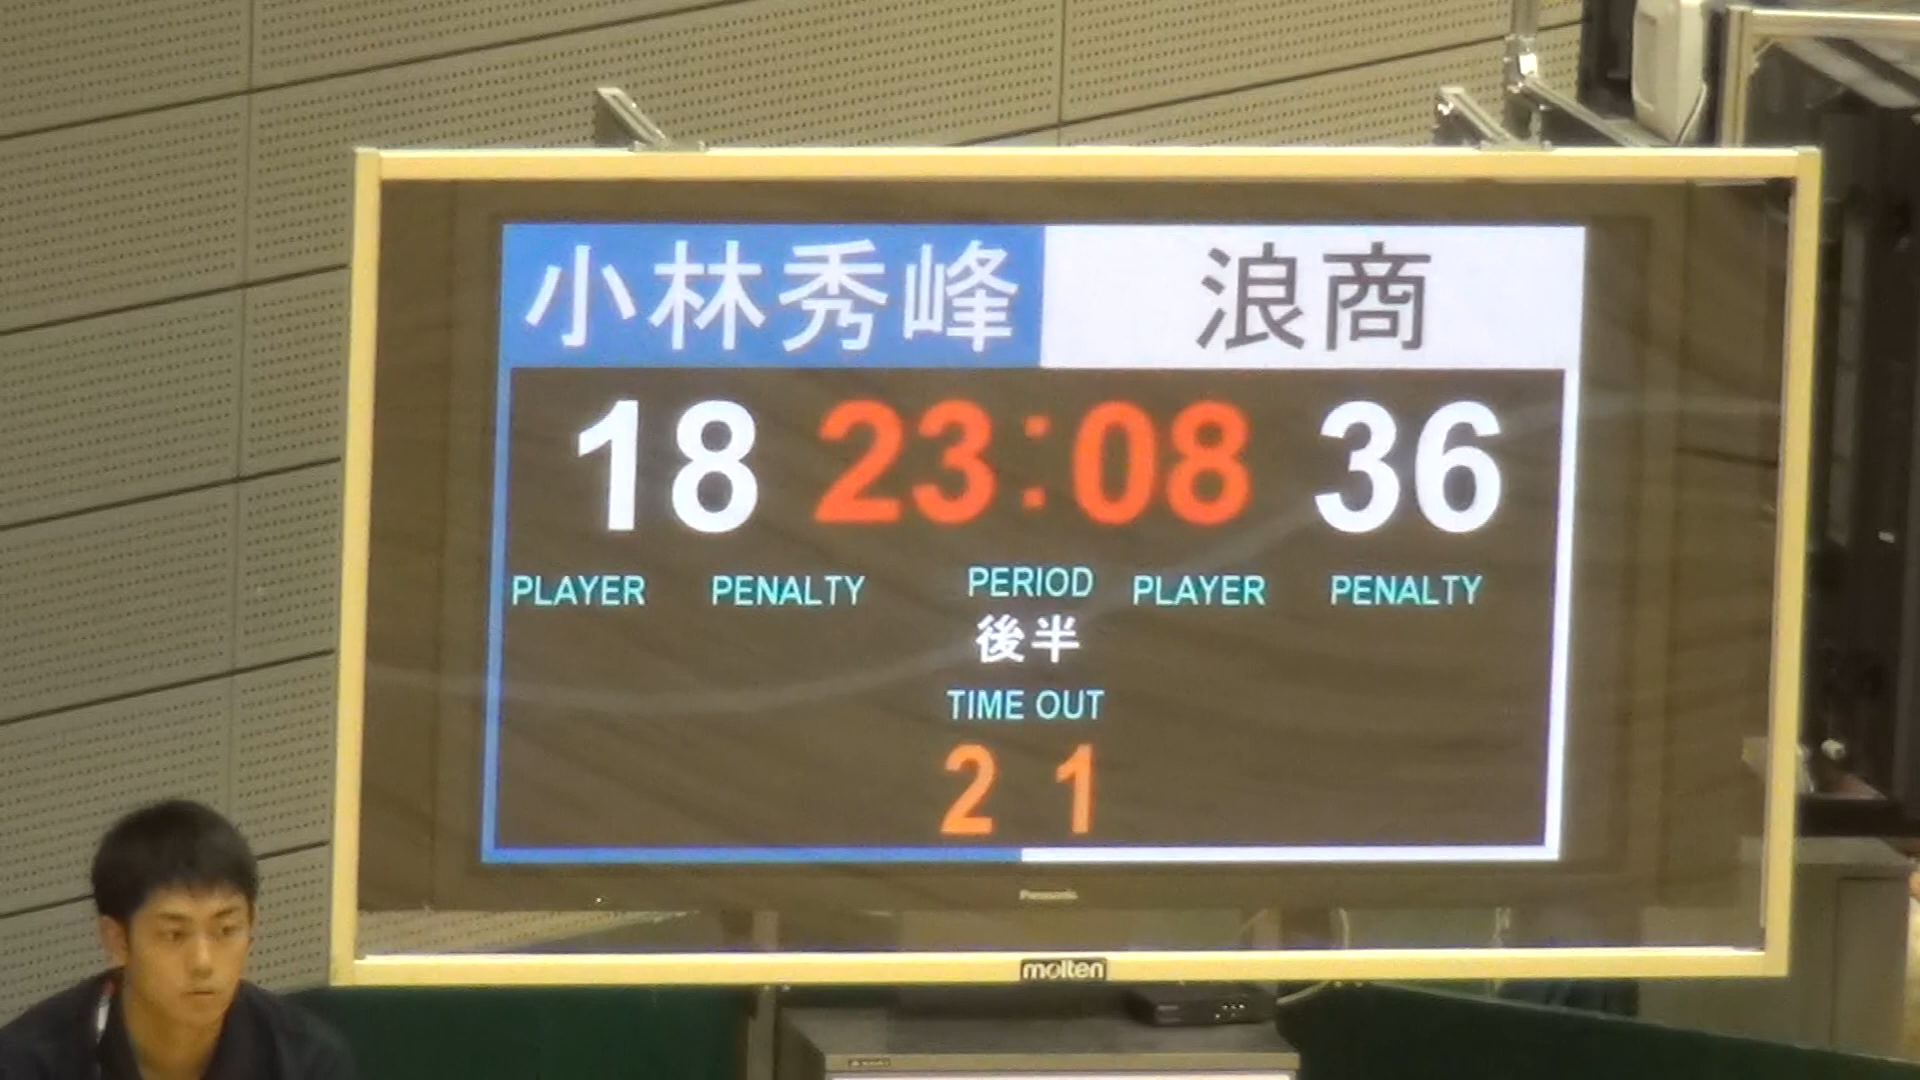 小林秀峰 浪商
18 23:08 36
PLAYER PENALTY PERIOD PLAYER PENALTY
後半
TIME OUT
2 1
Panasonic
molten